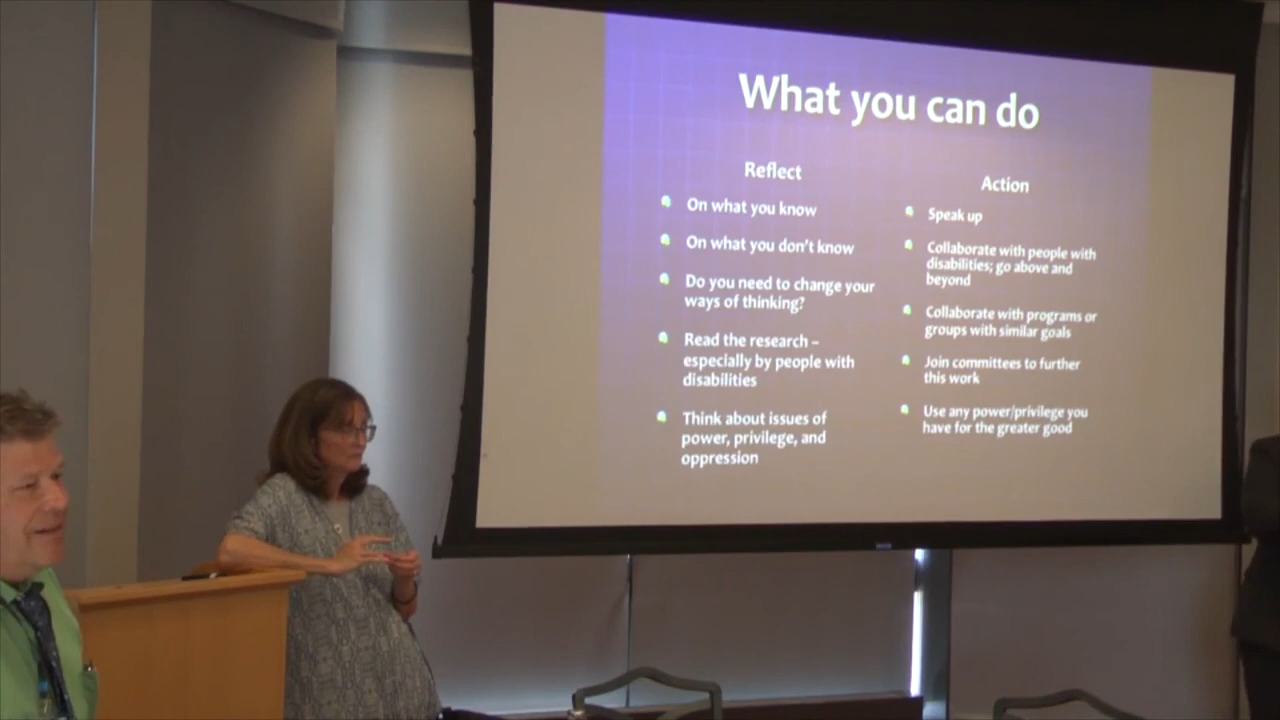 What you can do
Reflect
On what you know
On what you don't know
Do you need to change your
ways of thinking?
Read the research –
especially by people with
disabilities
Think about issues of
power, privilege, and
oppression
Action
Speak up
Collaborate with people with
disabilities; go above and
beyond
Collaborate with programs or
groups with similar goals
Join committees to further
this work
Use any power/privilege you
have for the greater good